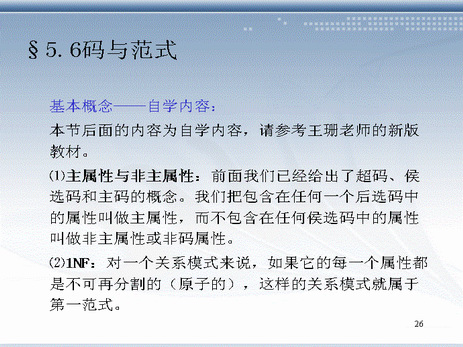 §5.6码与范式
基本概念——自学内容：
本节后面的内容为自学内容，请参考王珊老师的新版
教材。
⑴主属性与非主属性：前面我们已经给出了超码、侯
选码和主码的概念。我们把包含在任何一个后选码中
的属性叫做主属性，而不包含在任何侯选码中的属性
叫做非主属性或非码属性。
⑵1NF：对一个关系模式来说，如果它的每一个属性都
是不可再分割的（原子的），这样的关系模式就属于
第一范式。
26